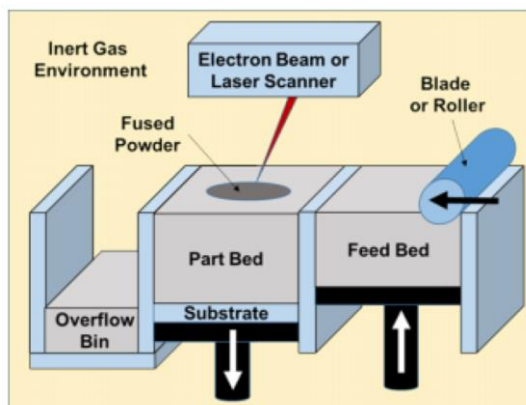 Inert Gas
Environment
Electron Beam or
Laser Scanner
Blade
or Roller
Fused
Powder
Part Bed
Feed Bed
Substrate
Overflow
Bin